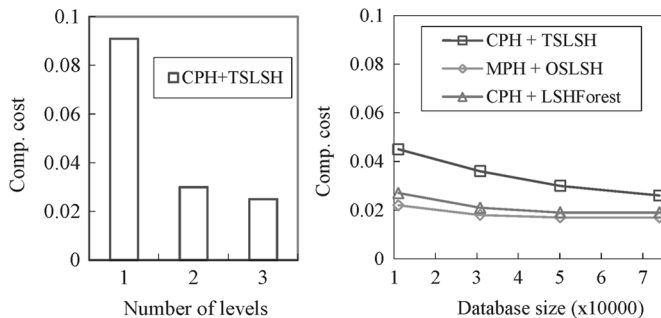 0.1
0.08
0.06
0.04
0.02
0
Comp. cost
CPH+TSLSH
1 2 3
Number of levels
0.1
0.08
0.06
0.04
0.02
0
Comp. cost
CPH + TSLSH
MPH + OSLSH
CPH + LSHForest
1 2 3 4 5 6 7
Database size (x10000)